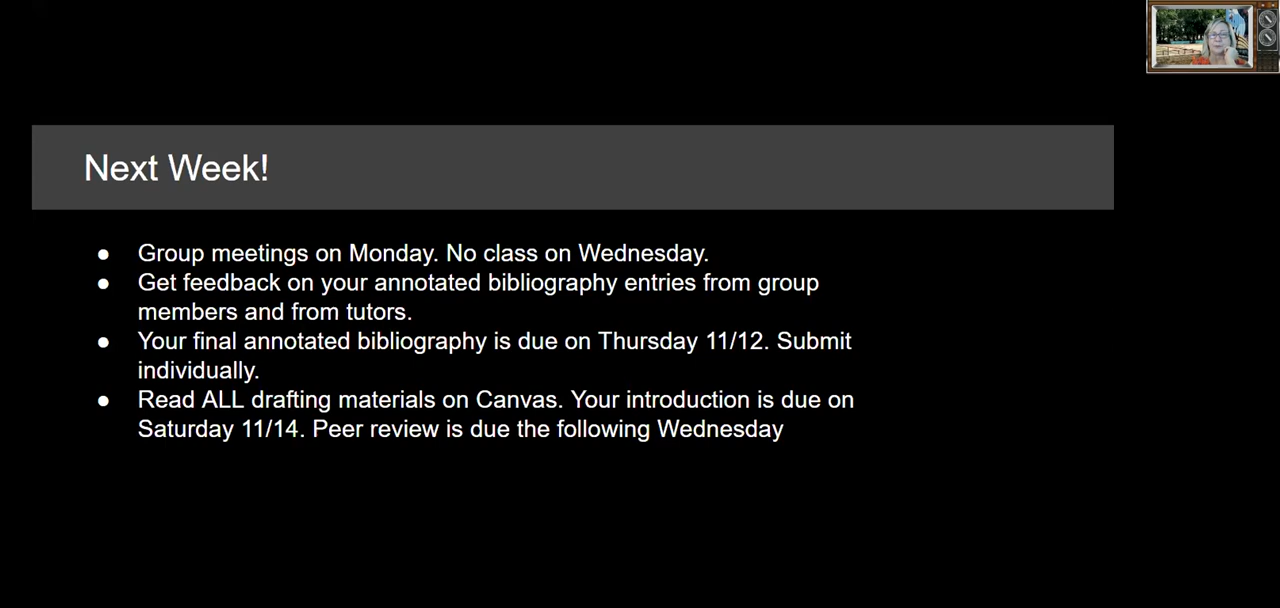 Next Week!
● Group meetings on Monday. No class on Wednesday.
● Get feedback on your annotated bibliography entries from group
members and from tutors.
● Your final annotated bibliography is due on Thursday 11/12. Submit
individually.
● Read ALL drafting materials on Canvas. Your introduction is due on
Saturday 11/14. Peer review is due the following Wednesday